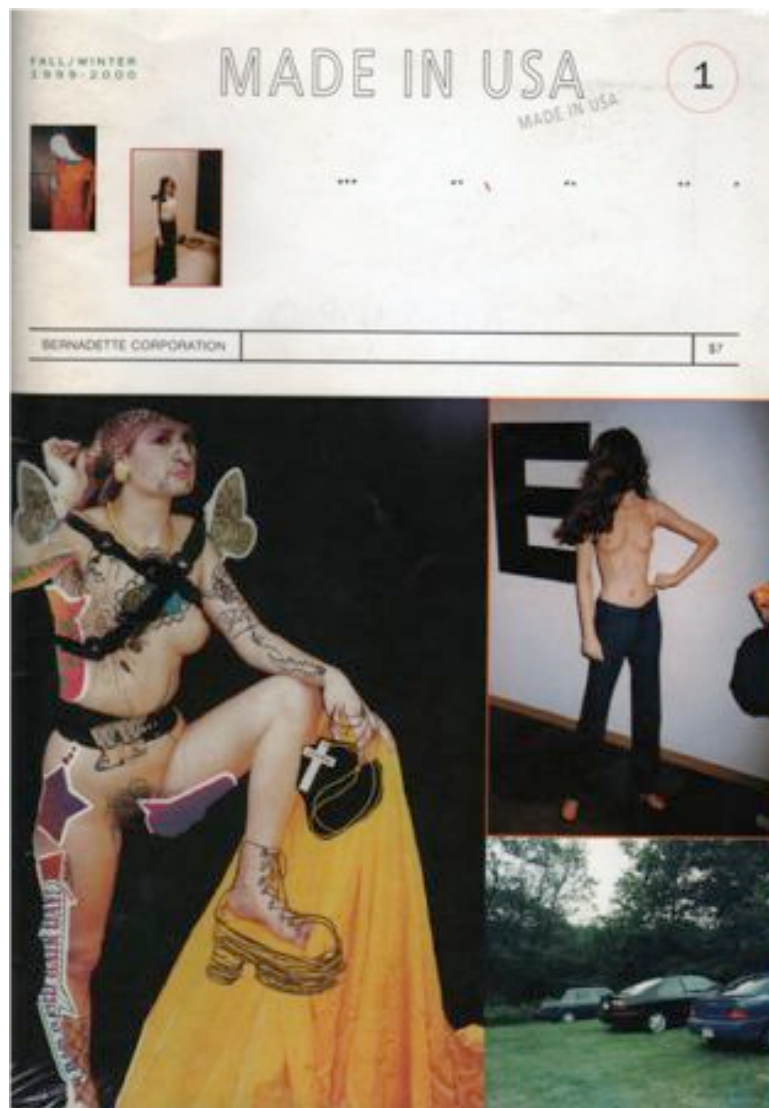 FALL/WINTER
1999-2000
MADE IN USA
MADE IN USA
1
BERNADETTE CORPORATION
$7
E